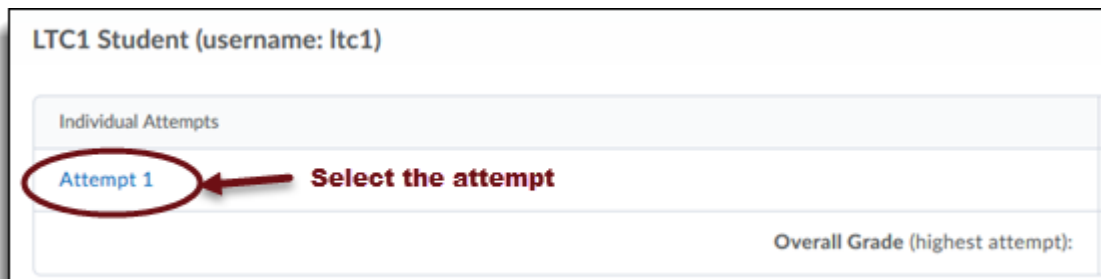 LTC1 Student (username: ltc1)
Individual Attempts
Attempt 1
Select the attempt
Overall Grade (highest attempt):